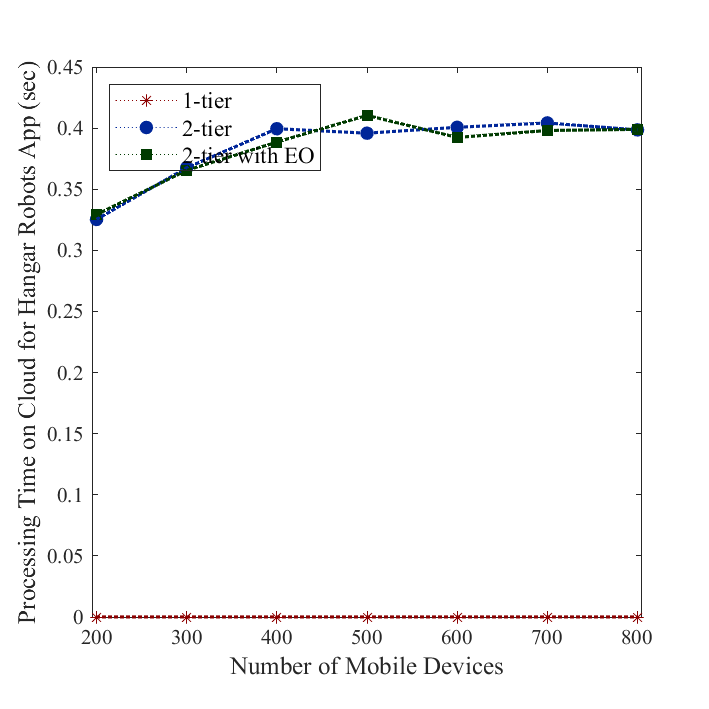 Processing Time on Cloud for Hangar Robots App (sec)
0.45
0.4
0.35
0.3
0.25
0.2
0.15
0.1
0.05
0
1-tier
2-tier
2-tier with EO
200 300 400 500 600 700 800
Number of Mobile Devices